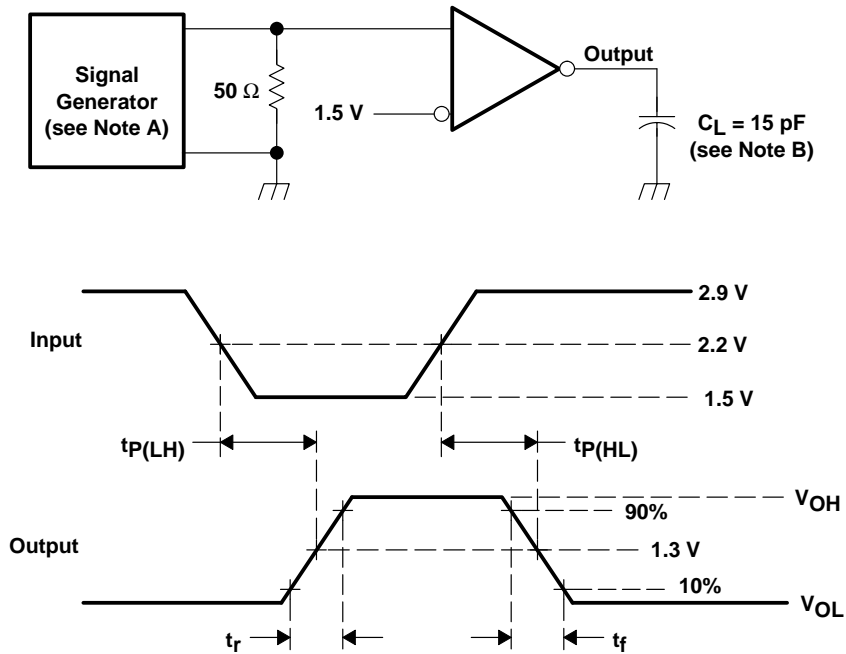 Signal
Generator
(see Note A)
50 Ω
1.5 V
Output
CL = 15 pF
(see Note B)
Input
2.9 V
2.2 V
1.5 V
tP(LH)
tP(HL)
Output
VOH
90%
1.3 V
10%
VOL
tr
tf